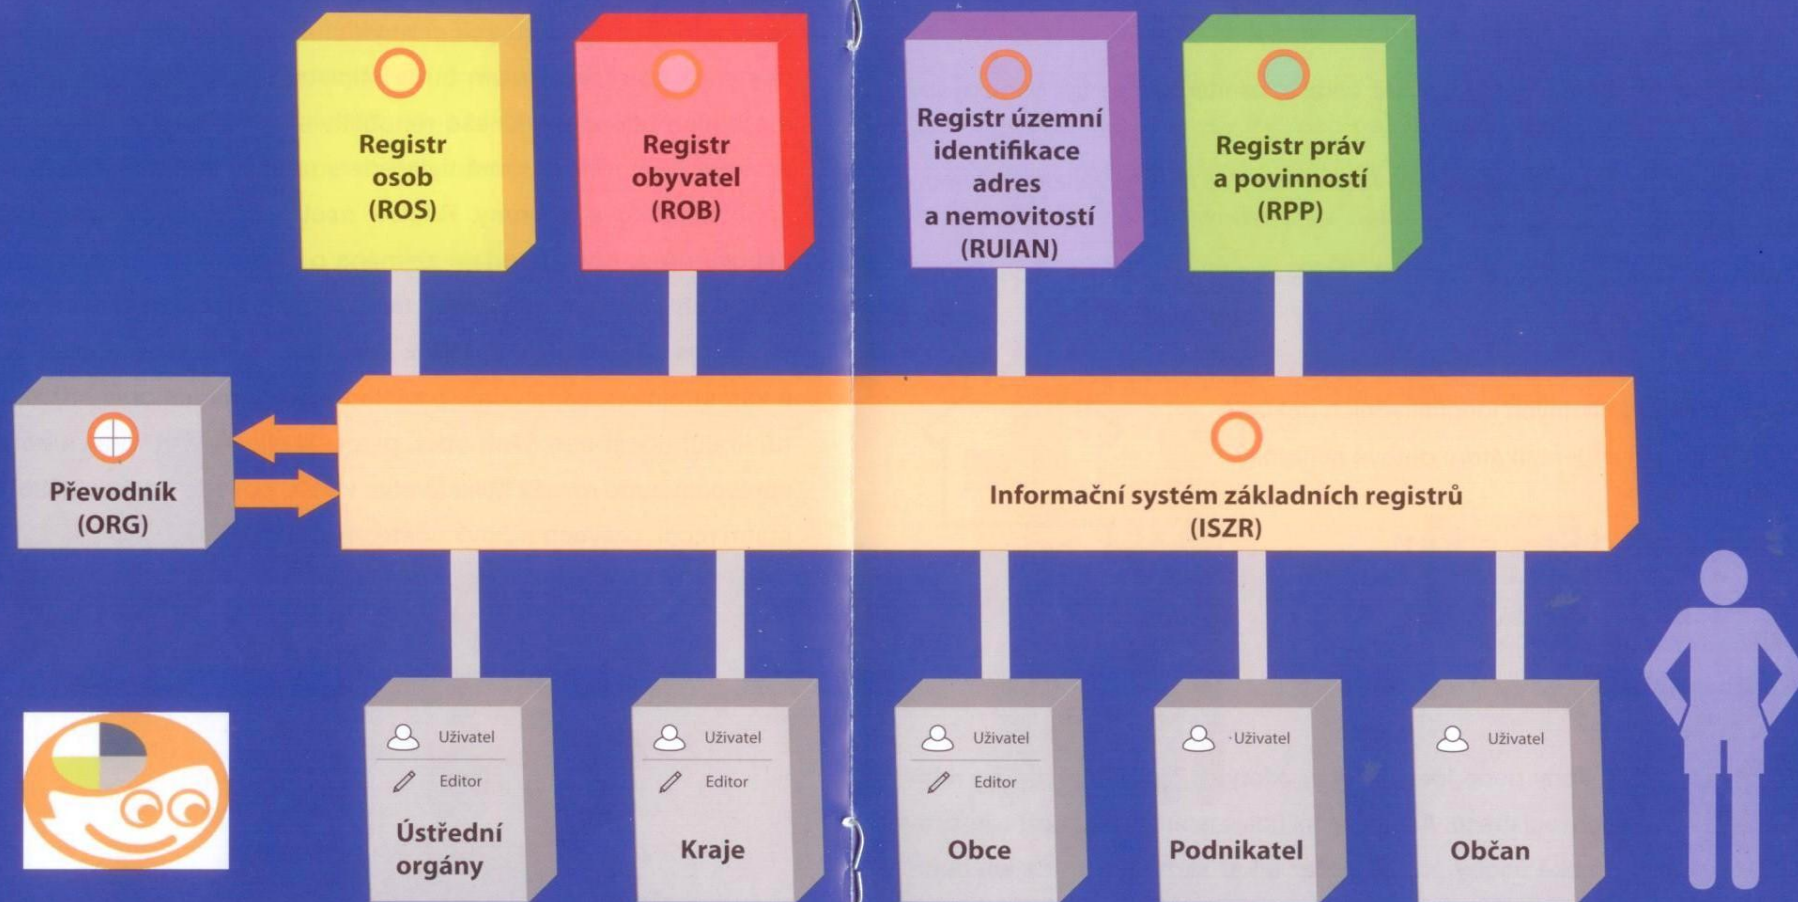 Registr
osob
(ROS)
Registr
obyvatel
(ROB)
Registr územní
identifikace
adres
a nemovitostí
(RUIAN)
Registr práv
a povinností
(RPP)
Převodník
(ORG)
Informační systém základních registrů
(ISZR)
Uživatel
Editor
Ústřední
orgány
Uživatel
Editor
Kraje
Uživatel
Editor
Obce
Uživatel
Podnikatel
Uživatel
Občan